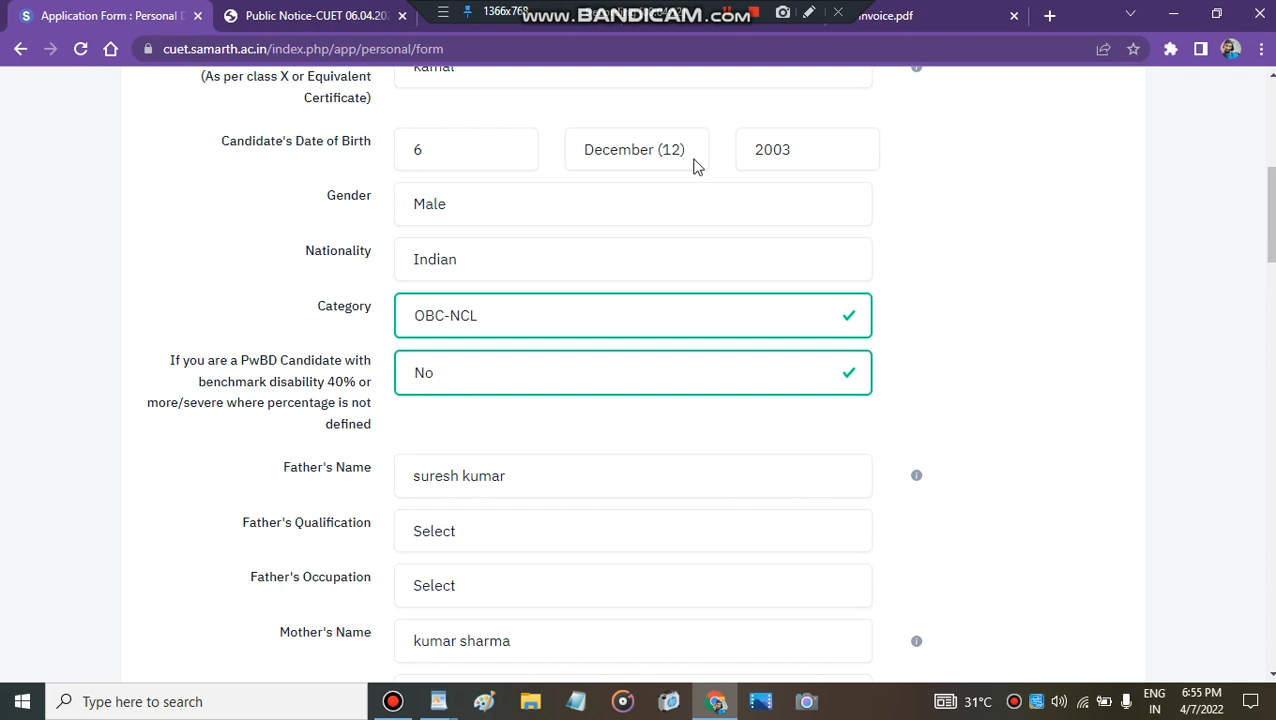 Application Form : Personal D
Public Notice-CUET 06.04.202
1366x768
www.BANDICAM.com
invoice.pdf
cuet.samarth.ac.in/index.php/app/personal/form
(As per class X or Equivalent
Certificate)
kamal
Candidate's Date of Birth
6
December (12)
2003
Gender
Male
Nationality
Indian
Category
OBC-NCL
If you are a PwBD Candidate with
benchmark disability 40% or
more/severe where percentage is not
defined
No
Father's Name
suresh kumar
Father's Qualification
Select
Father's Occupation
Select
Mother's Name
kumar sharma
Type here to search
31°C
ENG
IN
6:55 PM
4/7/2022